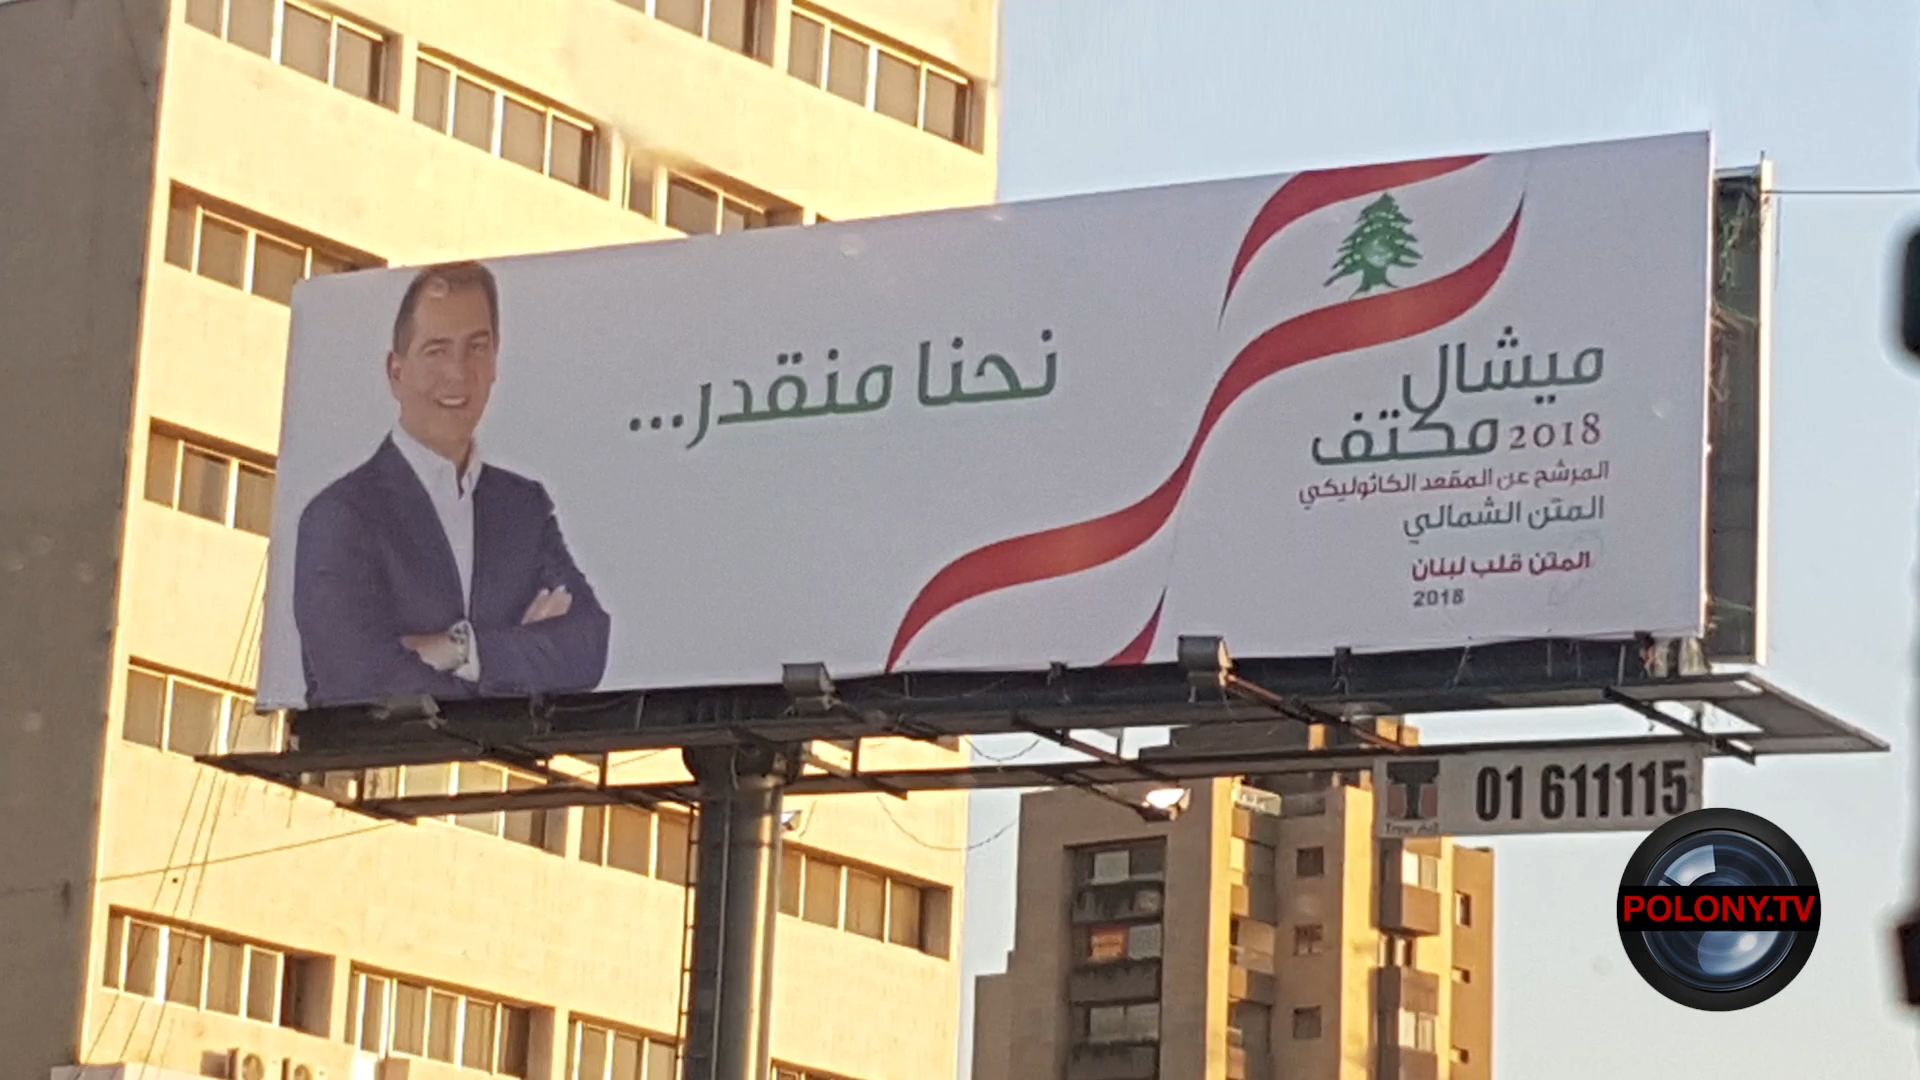 نحنا منقدر...
ميشال
مكتف 2018
المرشح عن المقعد الكاثوليكي
المتن الشمالي
المتن قلب لبنان
2018
01 611115
POLONY.TV